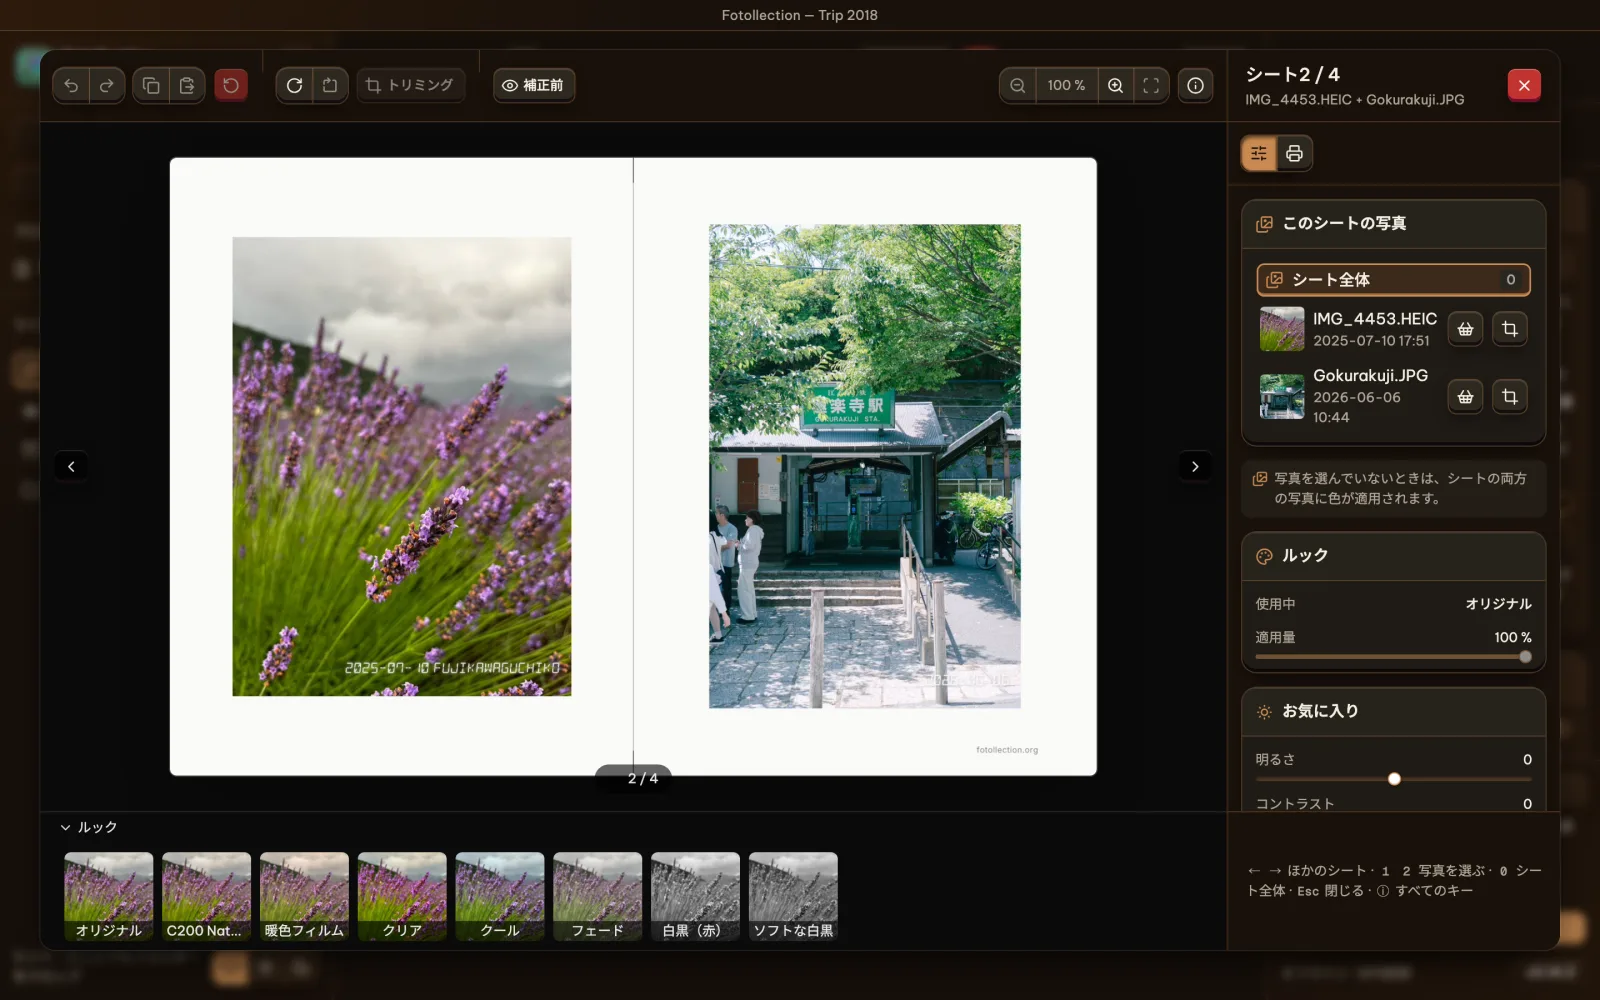 Fotollection — Trip 2018
トリミング
補正前
100 %
シート2 / 4
IMG_4453.HEIC + Gokurakuji.JPG
このシートの写真
シート全体
0
IMG_4453.HEIC
2025-07-10 17:51
Gokurakuji.JPG
2026-06-06
10:44
写真を選んでいないときは、シートの両方
の写真に色が適用されます。
ルック
使用中
オリジナル
適用量
100 %
お気に入り
明るさ
0
コントラスト
0
楽寺駅
GOKURAKUJI STA.
2025-07-10 FUJIKAWAGUCHIKO
fotollection.org
2 / 4
ルック
オリジナル
C200 Nat...
暖色フィルム
クリア
クール
フェード
白黒（赤）
ソフトな白黒
← → ほかのシート · 1 2 写真を選ぶ · 0 シー
ト全体 · Esc 閉じる · ⓘ すべてのキー